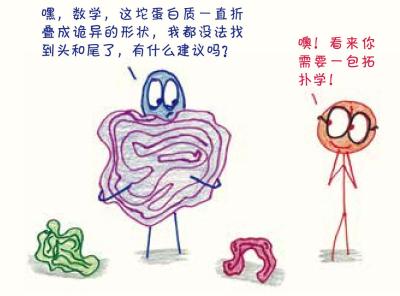 嘿，数学，这坨蛋白质一直折
叠成诡异的形状，我都没法找
到头和尾了，有什么建议吗？
噢！看来你
需要一包拓
扑学！